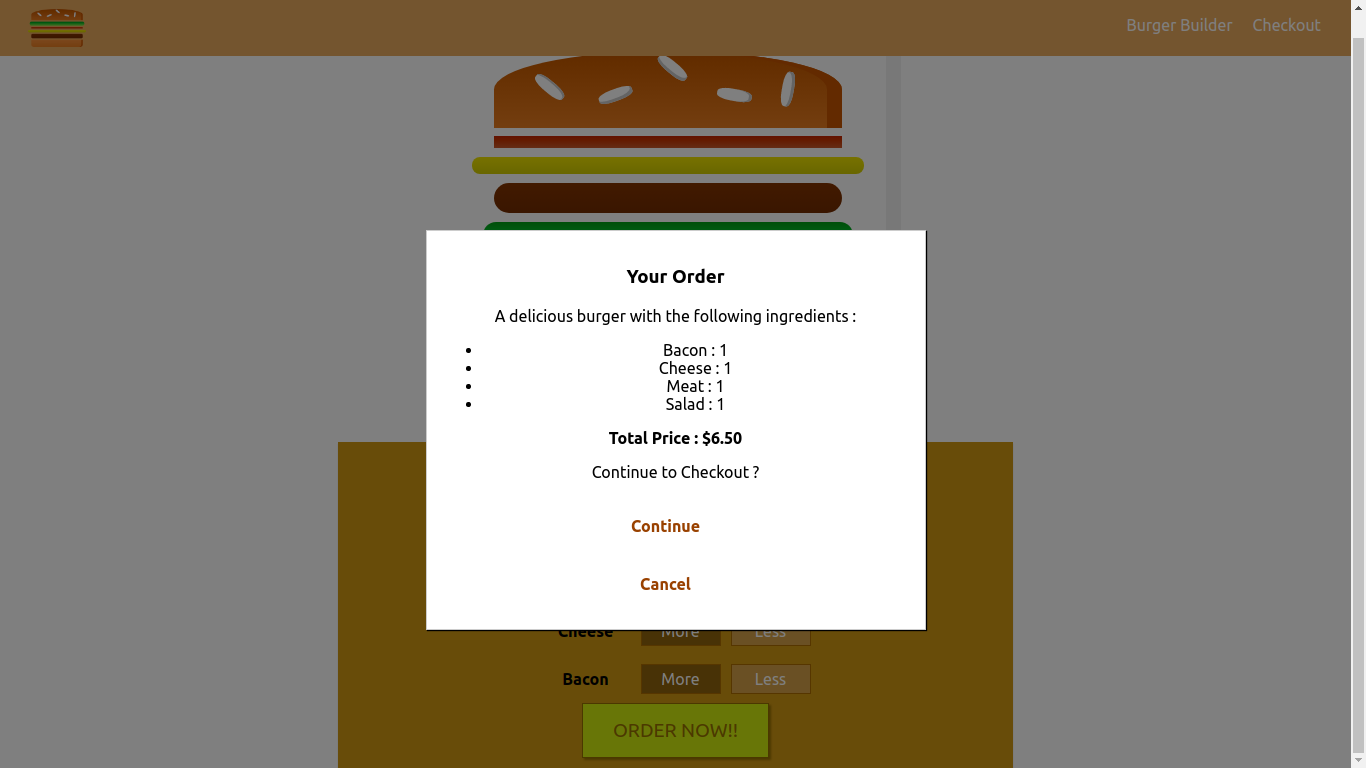 Burger Builder Checkout
Your Order
A delicious burger with the following ingredients :
Bacon : 1
Cheese : 1
Meat : 1
Salad : 1
Total Price : $6.50
Continue to Checkout ?
Continue
Cancel
Cheese More Less
Bacon More Less
ORDER NOW!!